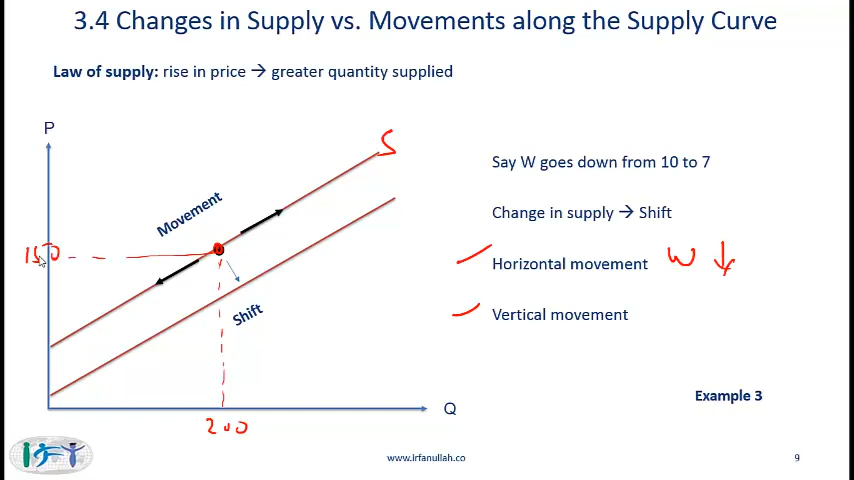 3.4 Changes in Supply vs. Movements along the Supply Curve
Law of supply: rise in price → greater quantity supplied
P
S
Movement
Say W goes down from 10 to 7
Change in supply → Shift
150
Horizontal movement W ↓
Shift
Vertical movement
Example 3
Q
200
www.irfanullah.co
9